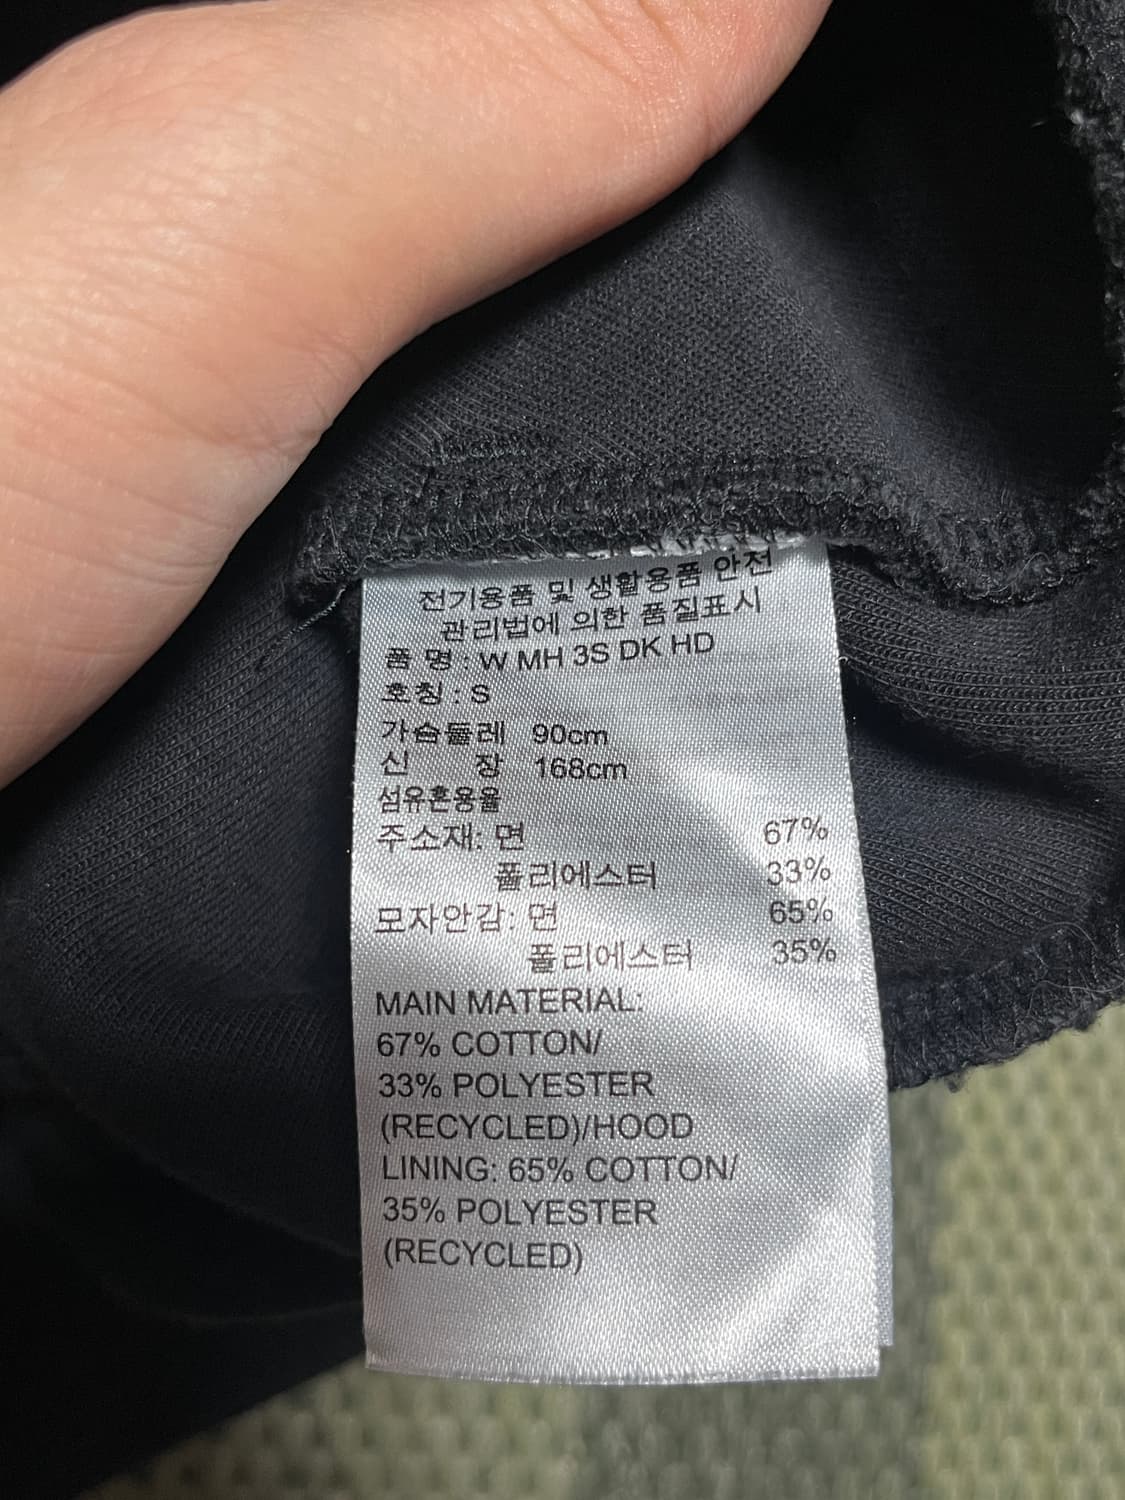 전기용품 및 생활용품 안전
관리법에 의한 품질표시
품 명 : W MH 3S DK HD
호칭 : S
가슴둘레 90cm
신 장 168cm
섬유혼용율
주소재: 면 67%
폴리에스터 33%
모자안감: 면 65%
폴리에스터 35%
MAIN MATERIAL:
67% COTTON/
33% POLYESTER
(RECYCLED)/HOOD
LINING: 65% COTTON/
35% POLYESTER
(RECYCLED)